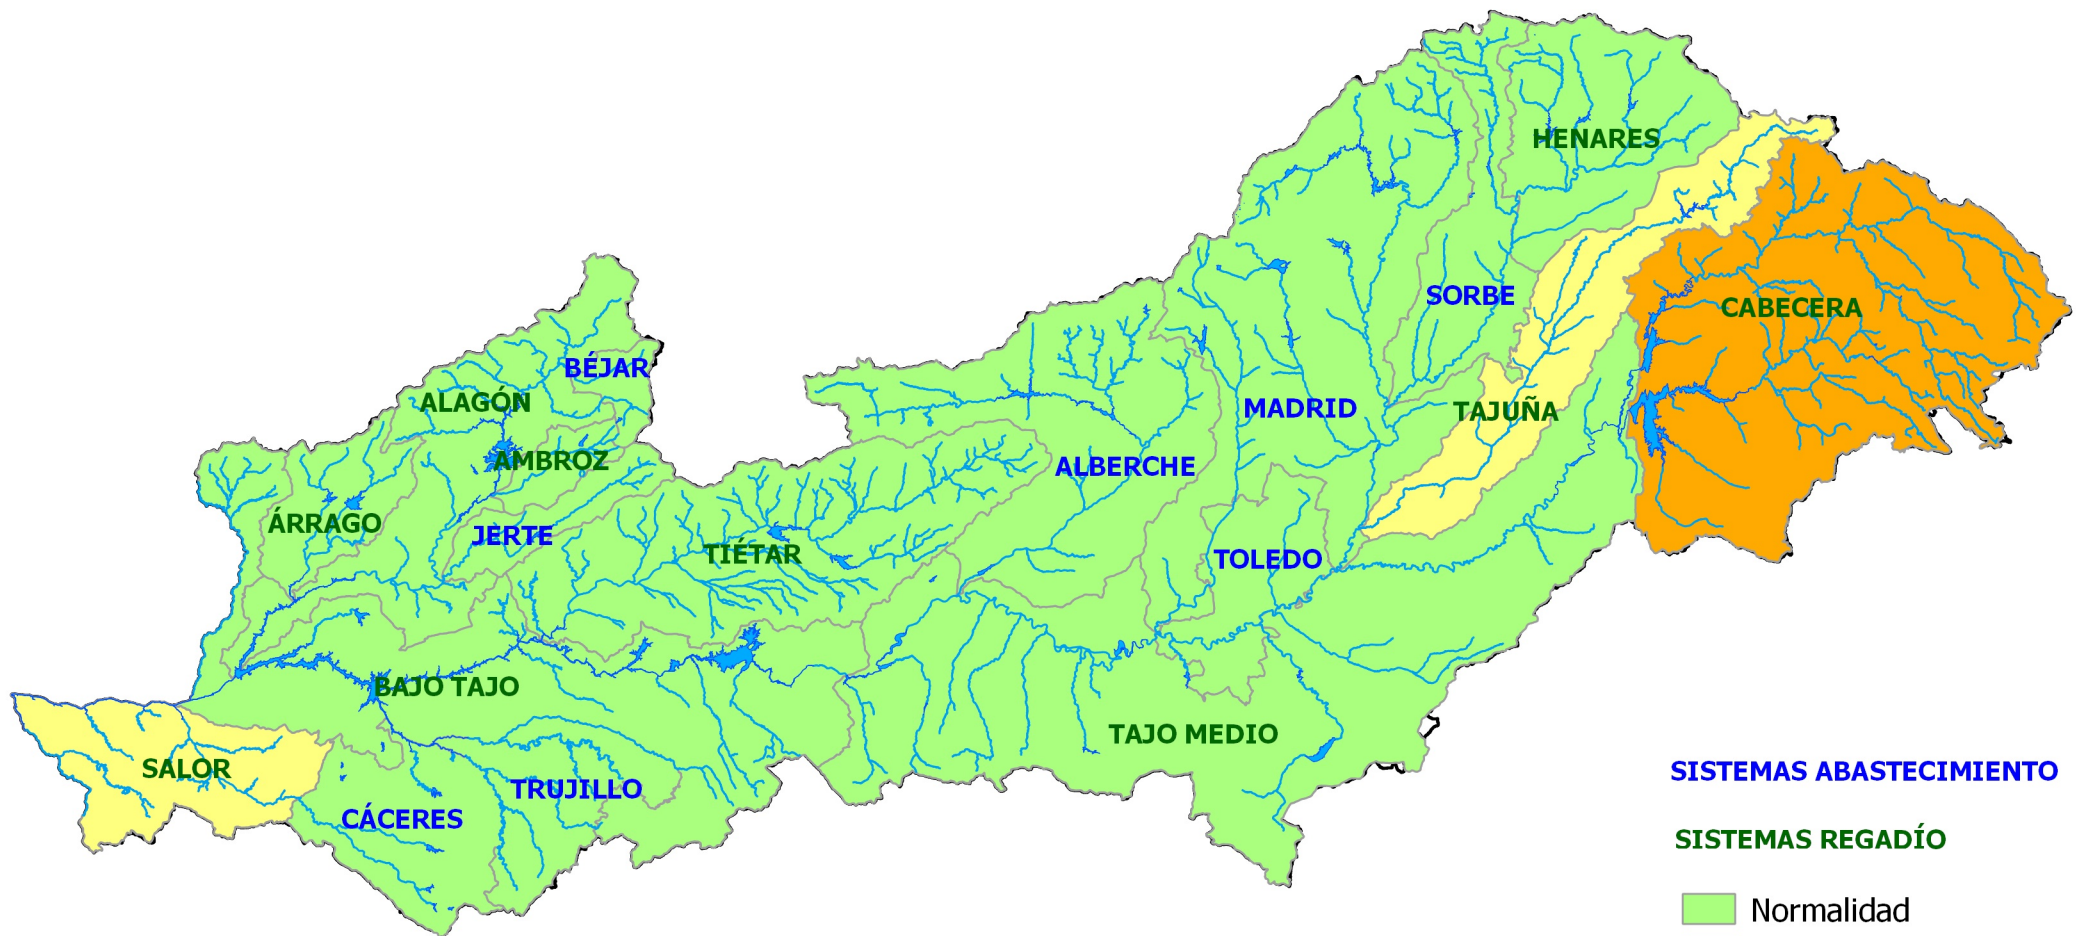 HENARES
SORBE
CABECERA
BÉJAR
ALAGÓN
MADRID
TAJUÑA
AMBROZ
ALBERCHE
ÁRRAGO
JERTE
TIÉTAR
TOLEDO
BAJO TAJO
TAJO MEDIO
SALOR
TRUJILLO
CÁCERES
SISTEMAS ABASTECIMIENTO
SISTEMAS REGADÍO
Normalidad